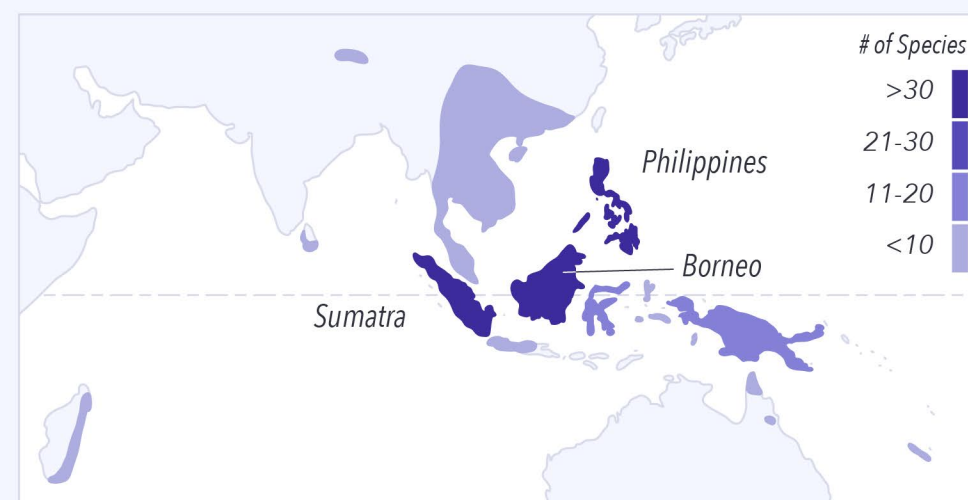 # of Species
>30
21-30
11-20
<10
Philippines
Borneo
Sumatra